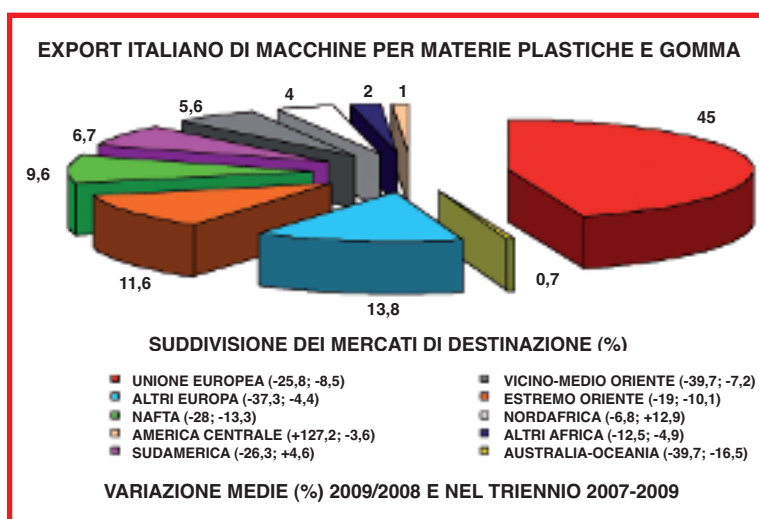 EXPORT ITALIANO DI MACCHINE PER MATERIE PLASTICHE E GOMMA
2
1
4
5,6
45
6,7
9,6
11,6
13,8
0,7
SUDDIVISIONE DEI MERCATI DI DESTINAZIONE (%)
UNIONE EUROPEA (-25,8; -8,5)
ALTRI EUROPA (-37,3; -4,4)
NAFTA (-28; -13,3)
AMERICA CENTRALE (+127,2; -3,6)
SUDAMERICA (-26,3; +4,6)
VICINO-MEDIO ORIENTE (-39,7; -7,2)
ESTREMO ORIENTE (-19; -10,1)
NORDAFRICA (-6,8; +12,9)
ALTRI AFRICA (-12,5; -4,9)
AUSTRALIA-OCEANIA (-39,7; -16,5)
VARIAZIONE MEDIE (%) 2009/2008 E NEL TRIENNIO 2007-2009